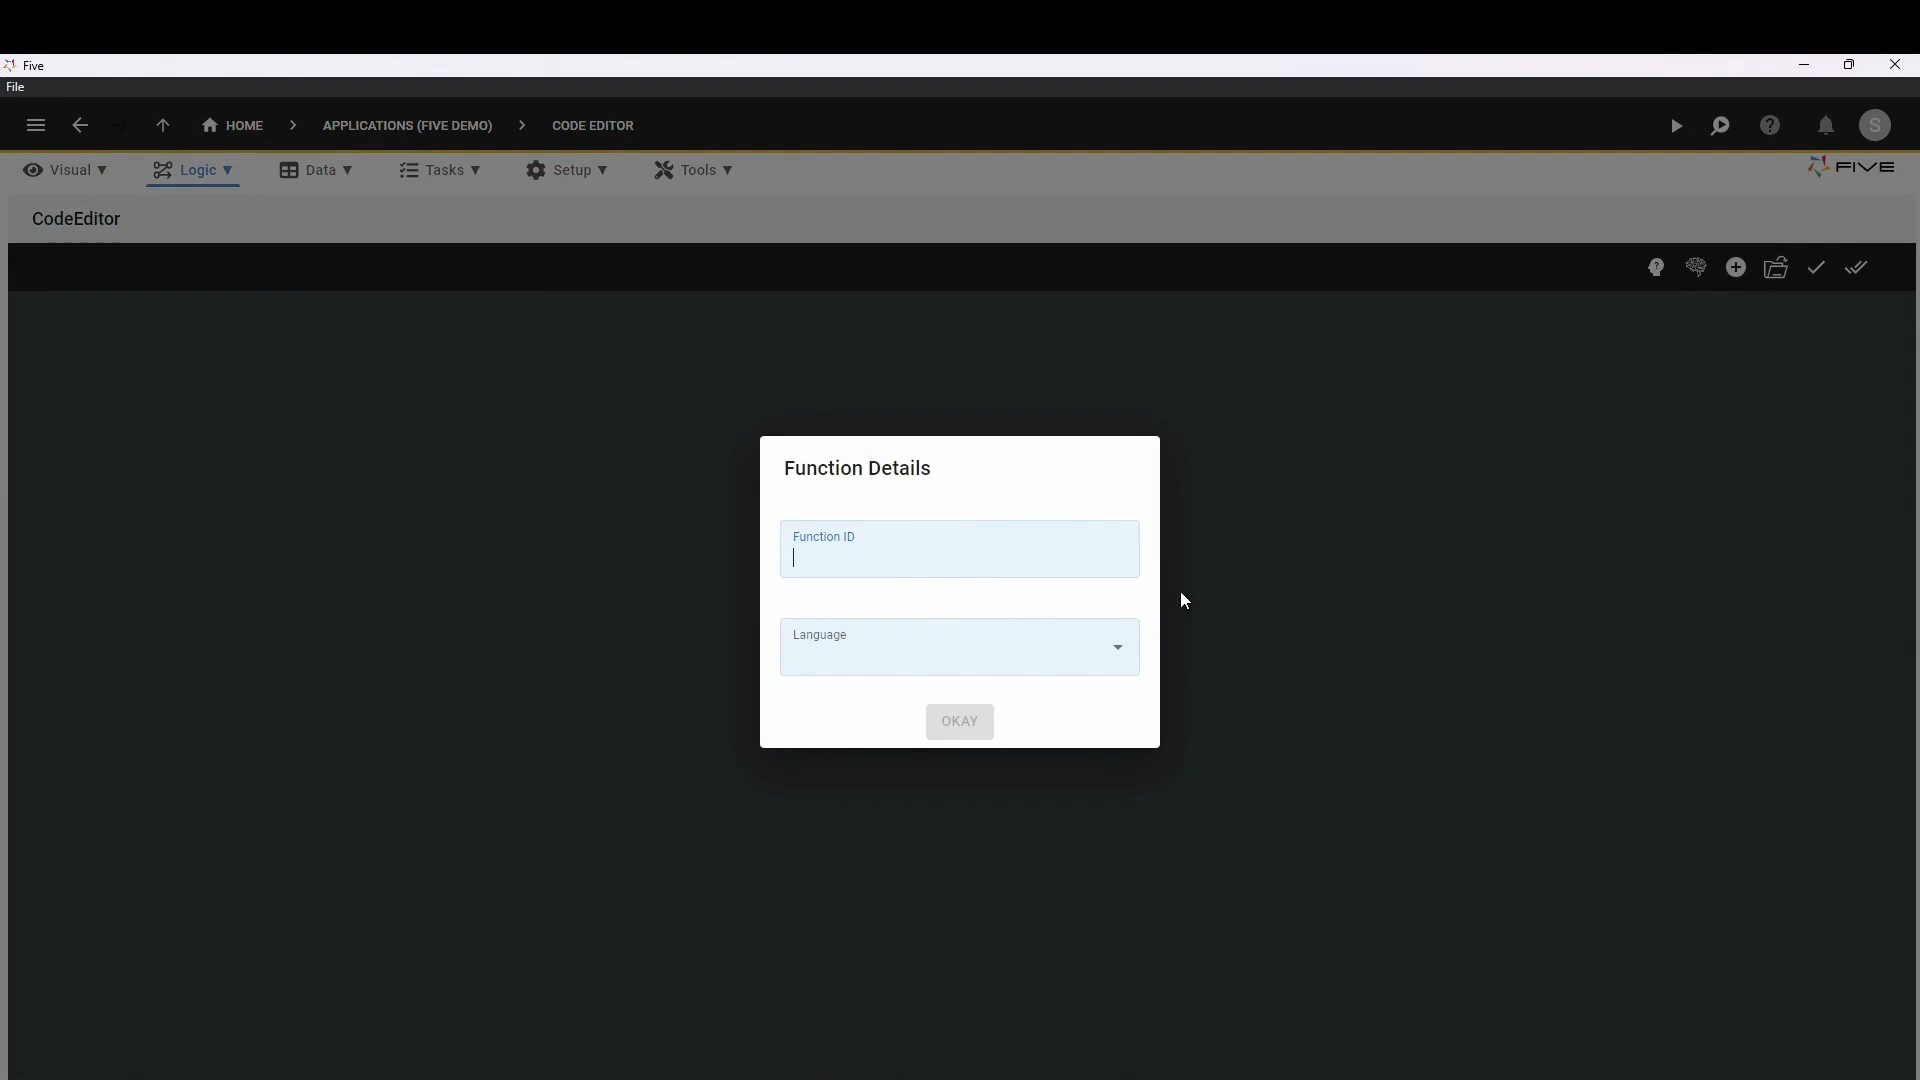 Five
File
HOME
APPLICATIONS (FIVE DEMO)
CODE EDITOR
S
Visual
Logic
Data
Tasks
Setup
Tools
FIVE
CodeEditor
Function Details
Function ID
Language
OKAY